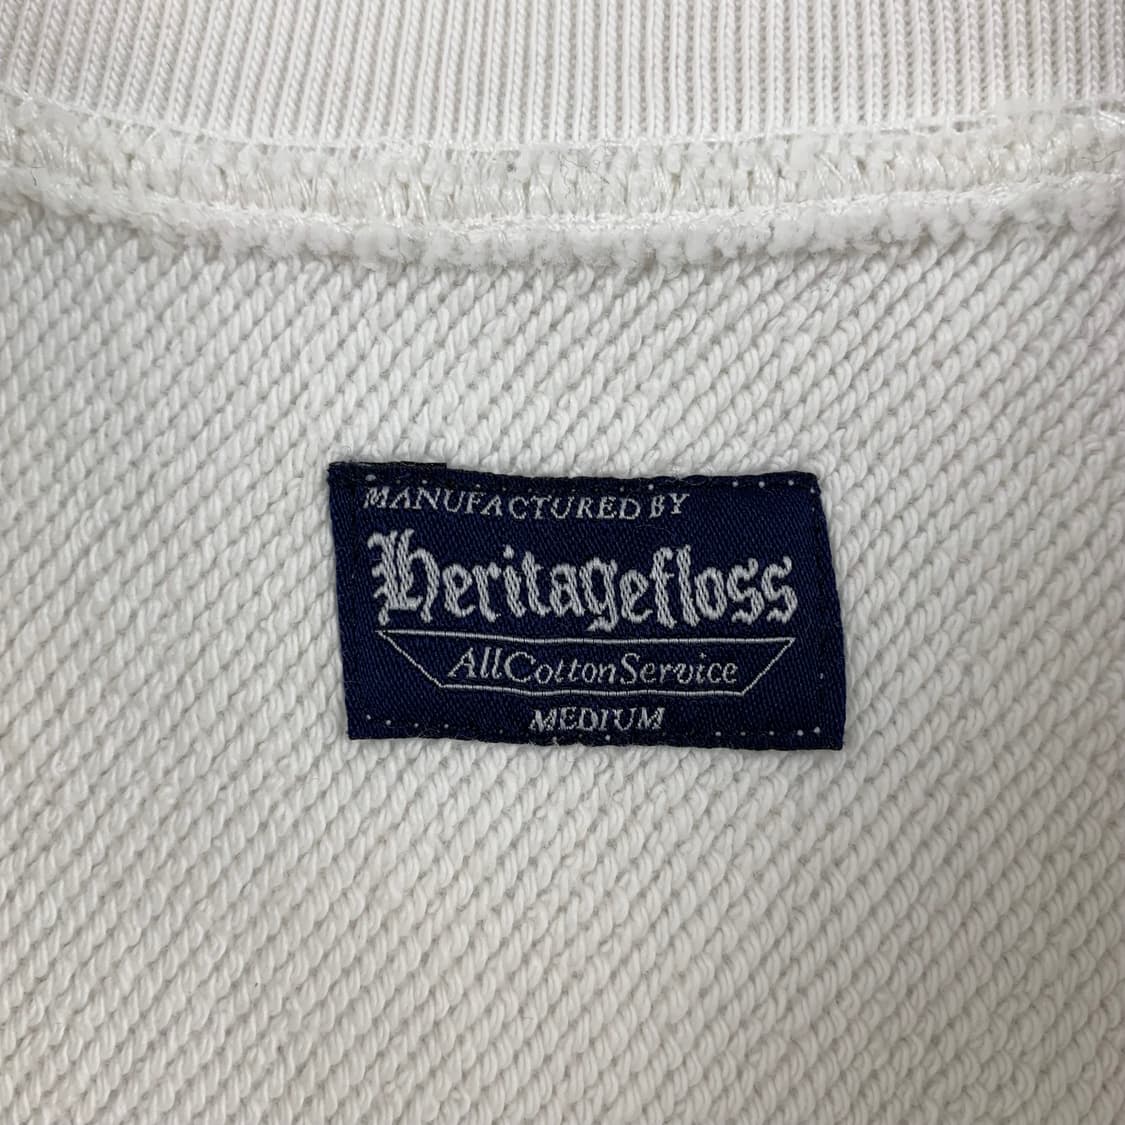 MANUFACTURED BY
Heritagefloss
AllCottonService
MEDIUM